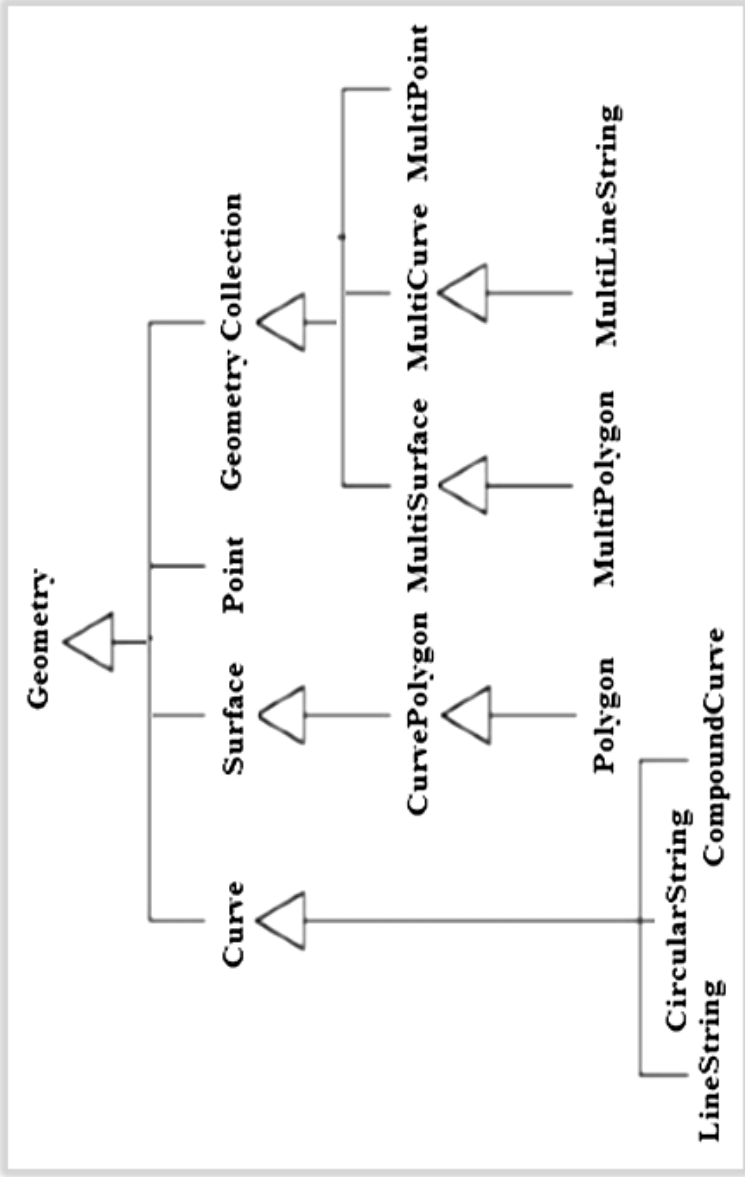 Geometry
Curve
Surface
Point
Geometry Collection
CurvePolygon
MultiSurface
MultiCurve
MultiPoint
Polygon
MultiPolygon
MultiLineString
LineString
CircularString
CompoundCurve